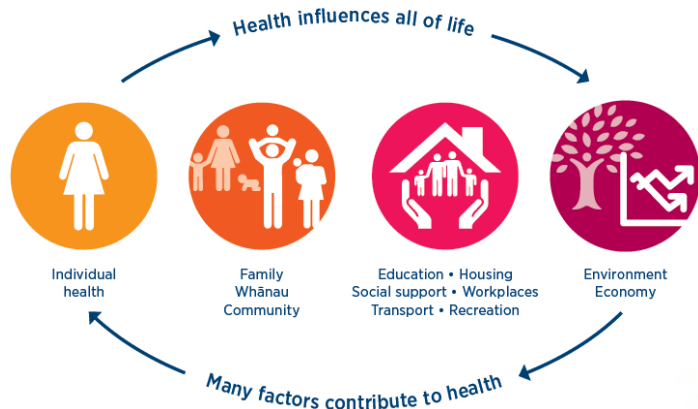 Health influences all of life
Individual
health
Family
Whānau
Community
Education • Housing
Social support • Workplaces
Transport • Recreation
Environment
Economy
Many factors contribute to health